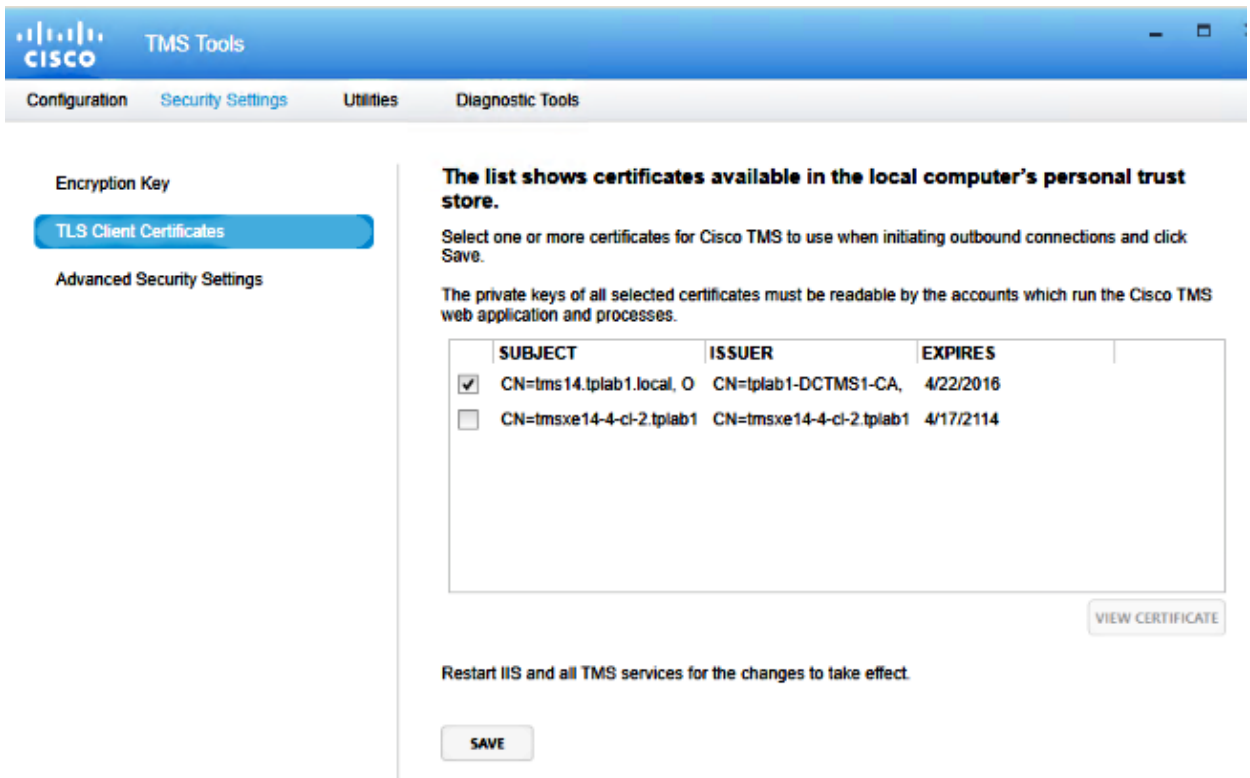 CISCO TMS Tools
Configuration Security Settings Utilities Diagnostic Tools
Encryption Key
TLS Client Certificates
Advanced Security Settings
The list shows certificates available in the local computer's personal trust
store.
Select one or more certificates for Cisco TMS to use when initiating outbound connections and click
Save.
The private keys of all selected certificates must be readable by the accounts which run the Cisco TMS
web application and processes.
SUBJECT ISSUER EXPIRES
CN=tms14.tplab1.local, O CN=tplab1-DCTMS1-CA, 4/22/2016
CN=tmsxe14-4-cl-2.tplab1 CN=tmsxe14-4-cl-2.tplab1 4/17/2114
VIEW CERTIFICATE
Restart IIS and all TMS services for the changes to take effect.
SAVE